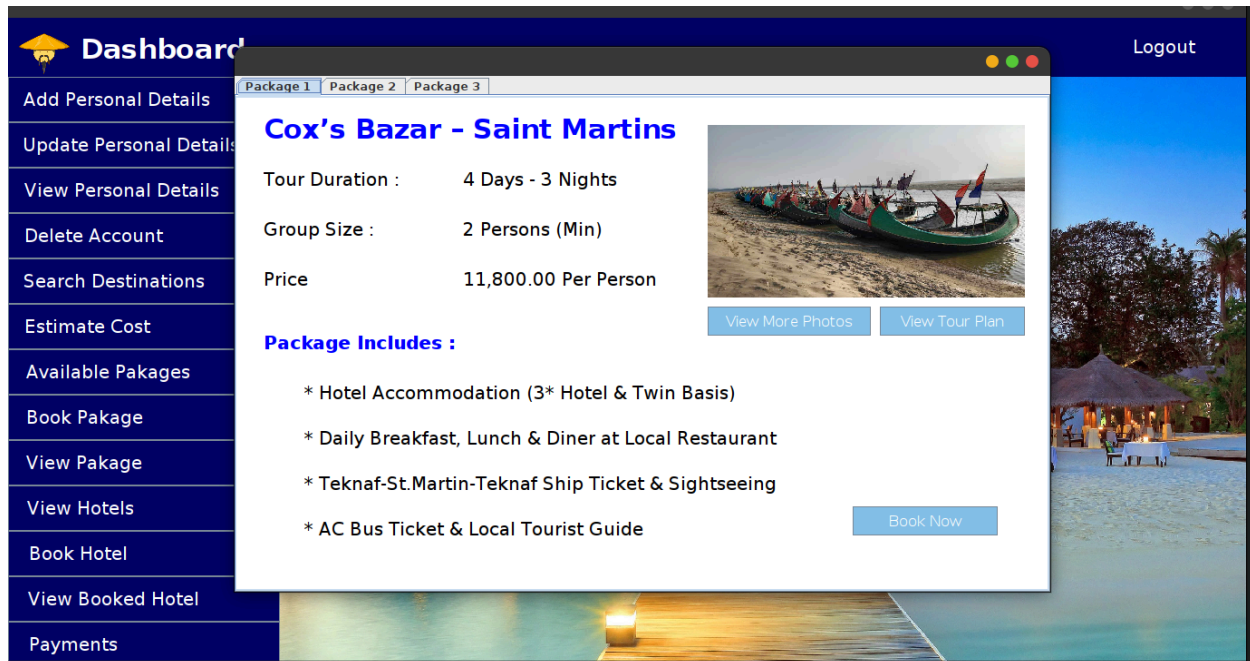 Dashboard
Logout
Add Personal Details
Update Personal Details
View Personal Details
Delete Account
Search Destinations
Estimate Cost
Available Pakages
Book Pakage
View Pakage
View Hotels
Book Hotel
View Booked Hotel
Payments
Package 1 Package 2 Package 3
Cox’s Bazar – Saint Martins
Tour Duration : 4 Days - 3 Nights
Group Size : 2 Persons (Min)
Price 11,800.00 Per Person
View More Photos View Tour Plan
Package Includes :
* Hotel Accommodation (3* Hotel & Twin Basis)
* Daily Breakfast, Lunch & Diner at Local Restaurant
* Teknaf-St.Martin-Teknaf Ship Ticket & Sightseeing
* AC Bus Ticket & Local Tourist Guide
Book Now